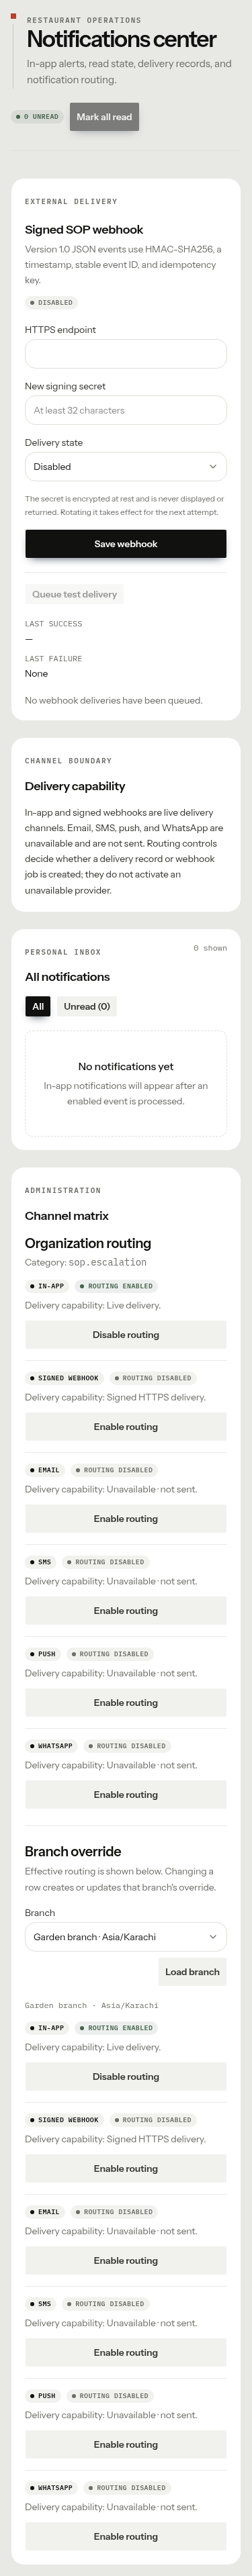 RESTAURANT OPERATIONS
Notifications center
In-app alerts, read state, delivery records, and
notification routing.
0 UNREAD
Mark all read
EXTERNAL DELIVERY
Signed SOP webhook
Version 1.0 JSON events use HMAC-SHA256, a
timestamp, stable event ID, and idempotency
key.
DISABLED
HTTPS endpoint
New signing secret
At least 32 characters
Delivery state
Disabled
The secret is encrypted at rest and is never displayed or
returned. Rotating it takes effect for the next attempt.
Save webhook
Queue test delivery
LAST SUCCESS
—
LAST FAILURE
None
No webhook deliveries have been queued.
CHANNEL BOUNDARY
Delivery capability
In-app and signed webhooks are live delivery
channels. Email, SMS, push, and WhatsApp are
unavailable and are not sent. Routing controls
decide whether a delivery record or webhook
job is created; they do not activate an
unavailable provider.
PERSONAL INBOX
0 shown
All notifications
All
Unread (0)
No notifications yet
In-app notifications will appear after an
enabled event is processed.
ADMINISTRATION
Channel matrix
Organization routing
Category: sop.escalation
IN-APP
ROUTING ENABLED
Delivery capability: Live delivery.
Disable routing
SIGNED WEBHOOK
ROUTING DISABLED
Delivery capability: Signed HTTPS delivery.
Enable routing
EMAIL
ROUTING DISABLED
Delivery capability: Unavailable · not sent.
Enable routing
SMS
ROUTING DISABLED
Delivery capability: Unavailable · not sent.
Enable routing
PUSH
ROUTING DISABLED
Delivery capability: Unavailable · not sent.
Enable routing
WHATSAPP
ROUTING DISABLED
Delivery capability: Unavailable · not sent.
Enable routing
Branch override
Effective routing is shown below. Changing a
row creates or updates that branch's override.
Branch
Garden branch · Asia/Karachi
Load branch
Garden branch · Asia/Karachi
IN-APP
ROUTING ENABLED
Delivery capability: Live delivery.
Disable routing
SIGNED WEBHOOK
ROUTING DISABLED
Delivery capability: Signed HTTPS delivery.
Enable routing
EMAIL
ROUTING DISABLED
Delivery capability: Unavailable · not sent.
Enable routing
SMS
ROUTING DISABLED
Delivery capability: Unavailable · not sent.
Enable routing
PUSH
ROUTING DISABLED
Delivery capability: Unavailable · not sent.
Enable routing
WHATSAPP
ROUTING DISABLED
Delivery capability: Unavailable · not sent.
Enable routing